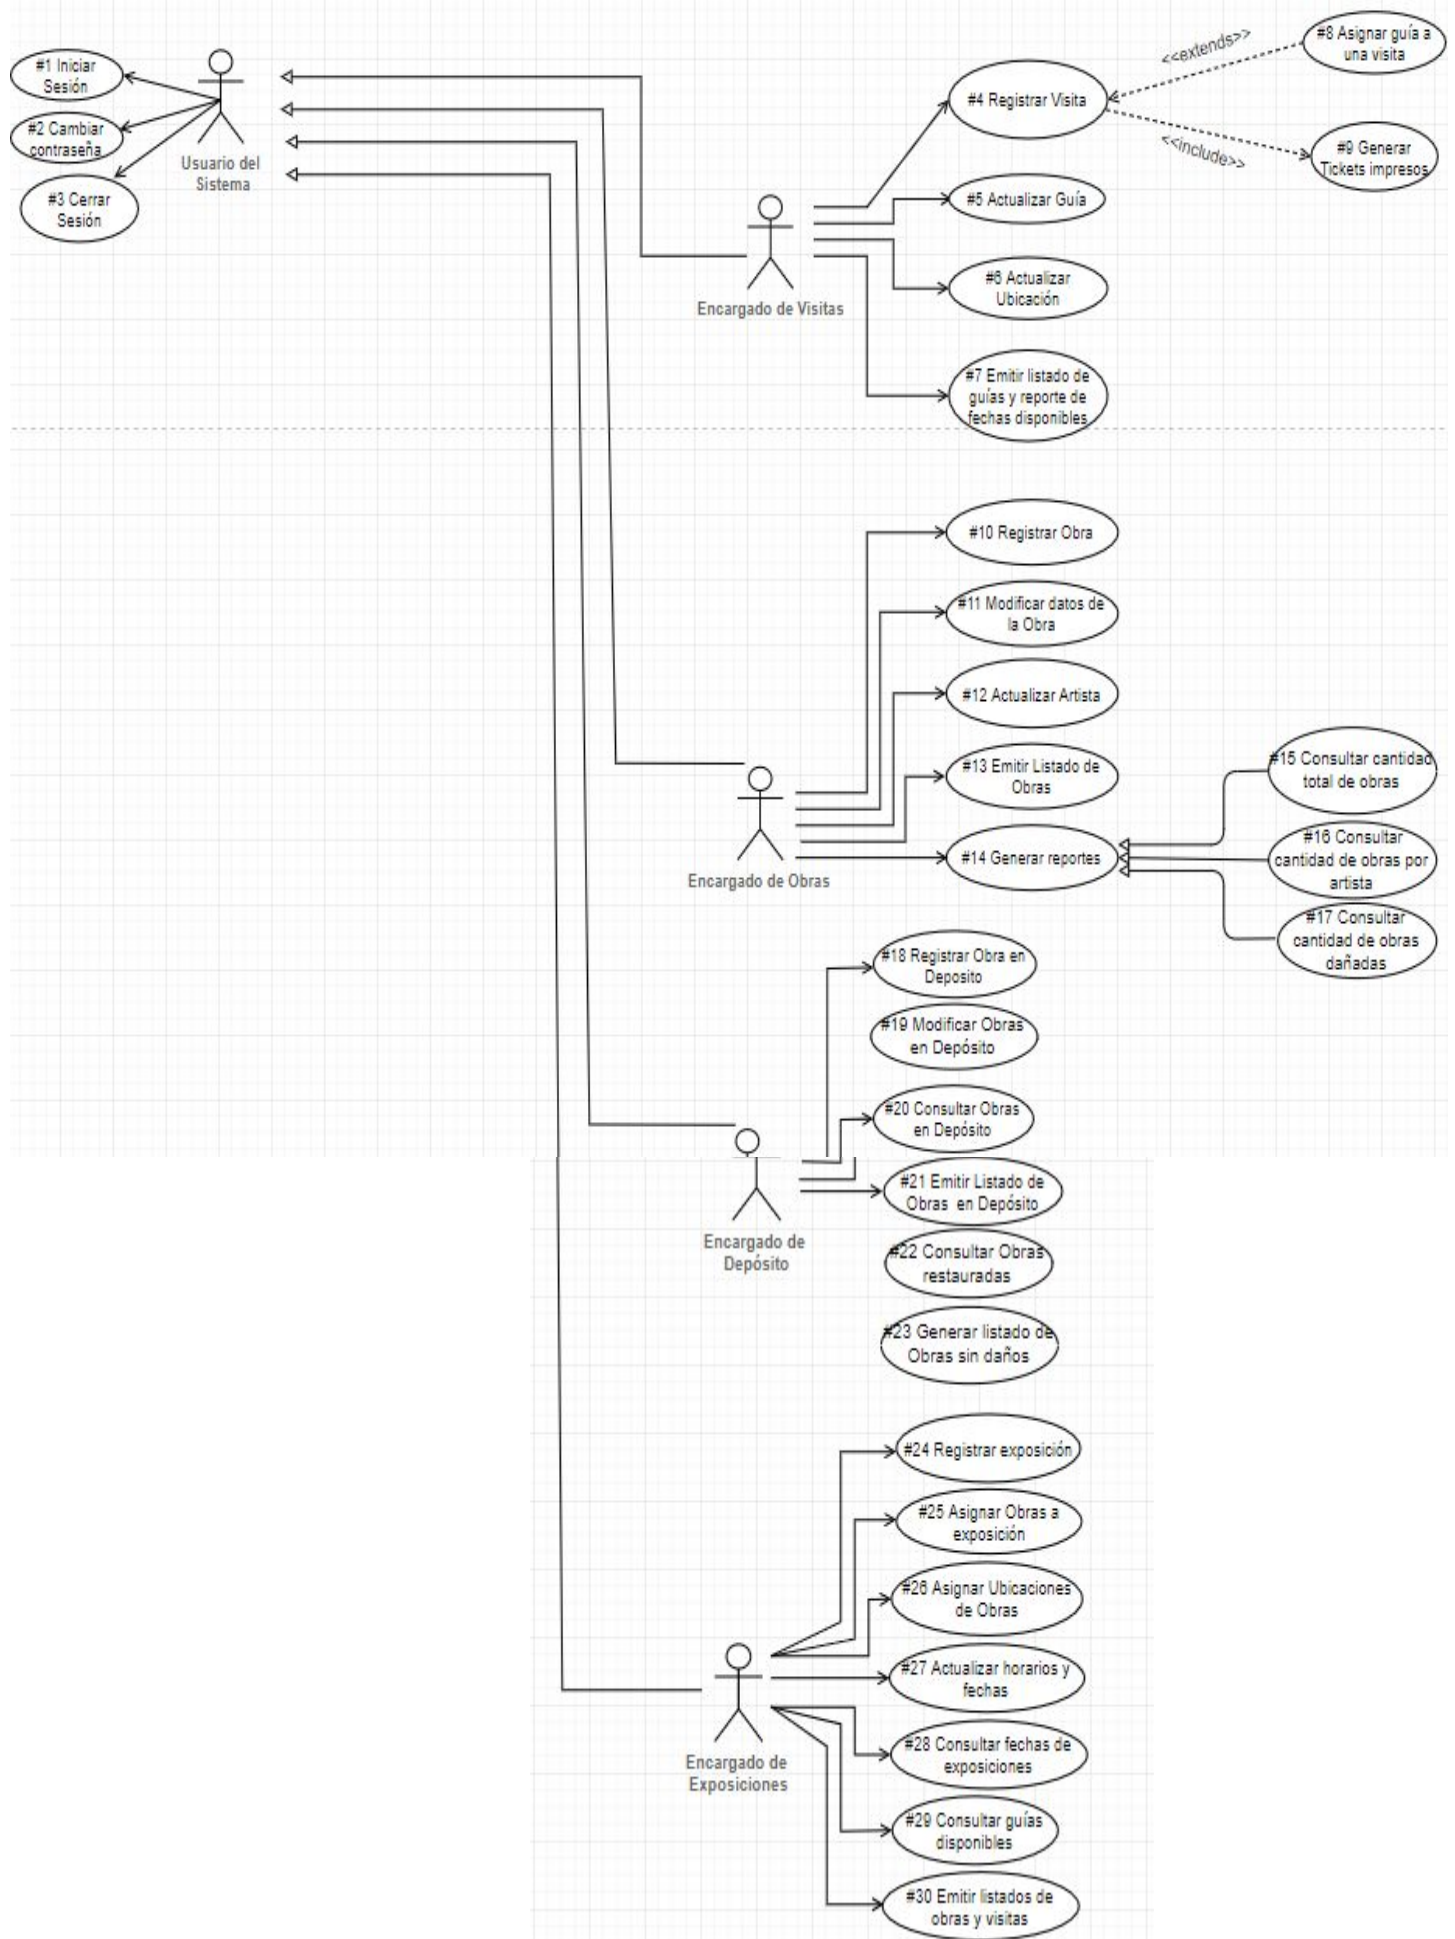 #1 Iniciar
Sesión
#2 Cambiar
contraseña
#3 Cerrar
Sesión
Usuario del
Sistema
<<extends>>
#8 Asignar guía a
una visita
#4 Registrar Visita
<<include>>
#9 Generar
Tickets impresos
#5 Actualizar Guía
#6 Actualizar
Ubicación
Encargado de Visitas
#7 Emitir listado de
guías y reporte de
fechas disponibles
#10 Registrar Obra
#11 Modificar datos de
la Obra
#12 Actualizar Artista
#13 Emitir Listado de
Obras
#14 Generar reportes
Encargado de Obras
#15 Consultar cantidad
total de obras
#16 Consultar
cantidad de obras por
artista
#17 Consultar
cantidad de obras
dañadas
#18 Registrar Obra en
Deposito
#19 Modificar Obras
en Depósito
#20 Consultar Obras
en Depósito
#21 Emitir Listado de
Obras en Depósito
Encargado de
Depósito
#22 Consultar Obras
restauradas
#23 Generar listado de
Obras sin daños
#24 Registrar exposición
#25 Asignar Obras a
exposición
#26 Asignar Ubicaciones
de Obras
#27 Actualizar horarios y
fechas
#28 Consultar fechas de
exposiciones
Encargado de
Exposiciones
#29 Consultar guías
disponibles
#30 Emitir listados de
obras y visitas